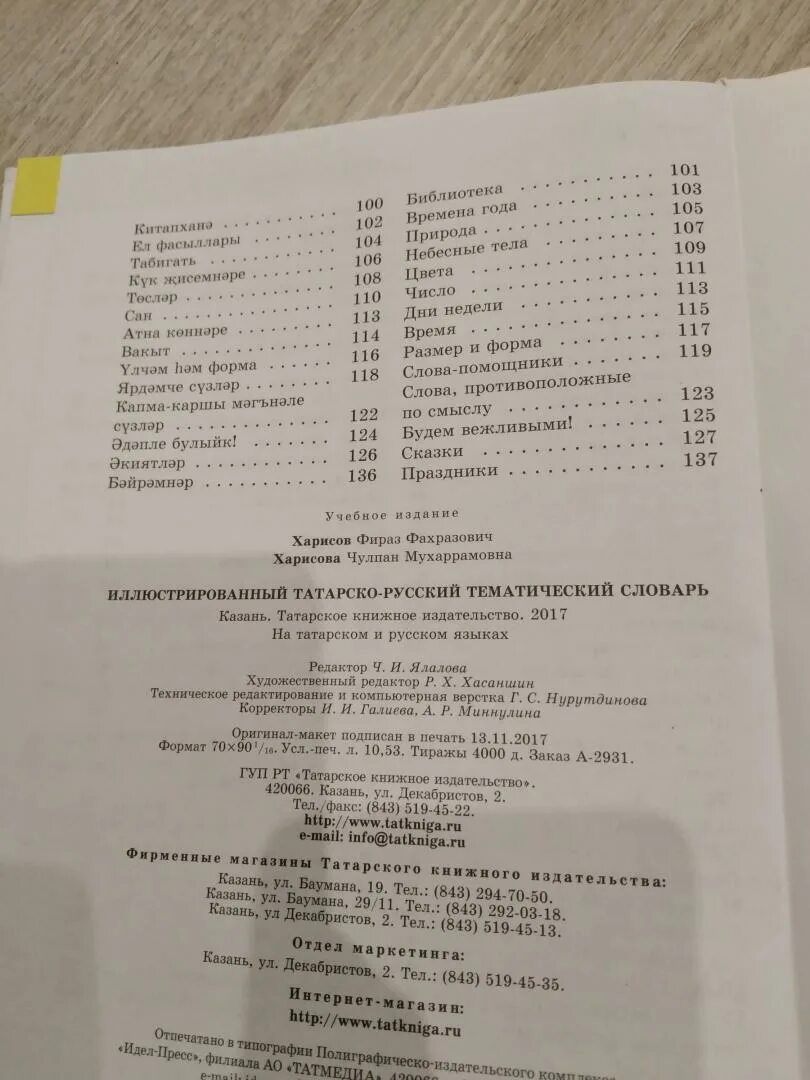 Китапханә . . . . . . . . . . 100
Ел фасыллары . . . . . . . . 102
Табигать . . . . . . . . . . . 104
Күк җисемнәре . . . . . . . . 106
Төсләр . . . . . . . . . . . . 108
Сан . . . . . . . . . . . . . . 110
Атна көннәре . . . . . . . . . 113
Вакыт . . . . . . . . . . . . . 114
Үлчәм һәм форма . . . . . . . 116
Ярдәмче сүзләр . . . . . . . . 118
Капма-каршы мәгънәле
сүзләр . . . . . . . . . . . . 122
Әдәпле булыйк! . . . . . . . . 124
Әкиятләр . . . . . . . . . . . 126
Бәйрәмнәр . . . . . . . . . . 136
Библиотека . . . . . . . . . . 101
Времена года . . . . . . . . . 103
Природа . . . . . . . . . . . . 105
Небесные тела . . . . . . . . 107
Цвета . . . . . . . . . . . . . 109
Число . . . . . . . . . . . . . 111
Дни недели . . . . . . . . . . 113
Время . . . . . . . . . . . . . 115
Размер и форма . . . . . . . . 117
Слова-помощники . . . . . . . 119
Слова, противоположные
по смыслу . . . . . . . . . . . 123
Будем вежливыми! . . . . . . . 125
Сказки . . . . . . . . . . . . 127
Праздники . . . . . . . . . . . 137
Учебное издание
Харисов Фираз Фахразович
Харисова Чулпан Мухаррамовна
ИЛЛЮСТРИРОВАННЫЙ ТАТАРСКО-РУССКИЙ ТЕМАТИЧЕСКИЙ СЛОВАРЬ
Казань. Татарское книжное издательство. 2017
На татарском и русском языках
Редактор Ч. И. Ялалова
Художественный редактор Р. Х. Хасаншин
Техническое редактирование и компьютерная верстка Г. С. Нурутдинова
Корректоры И. И. Галиева, А. Р. Миннулина
Оригинал-макет подписан в печать 13.11.2017
Формат 70×90 1/16. Усл.-печ. л. 10,53. Тиражы 4000 д. Заказ А-2931.
ГУП РТ «Татарское книжное издательство».
420066. Казань, ул. Декабристов, 2.
Тел./факс: (843) 519-45-22.
http://www.tatkniga.ru
e-mail: info@tatkniga.ru
Фирменные магазины Татарского книжного издательства:
Казань, ул. Баумана, 19. Тел.: (843) 294-70-50.
Казань, ул. Баумана, 29/11. Тел.: (843) 292-03-18.
Казань, ул Декабристов, 2. Тел.: (843) 519-45-13.
Отдел маркетинга:
Казань, ул. Декабристов, 2. Тел.: (843) 519-45-35.
Интернет-магазин:
http://www.tatkniga.ru
Отпечатано в типографии Полиграфическо-издательского
«Идел-Пресс», филиала АО «ТАТМЕДИА».
e-mail: